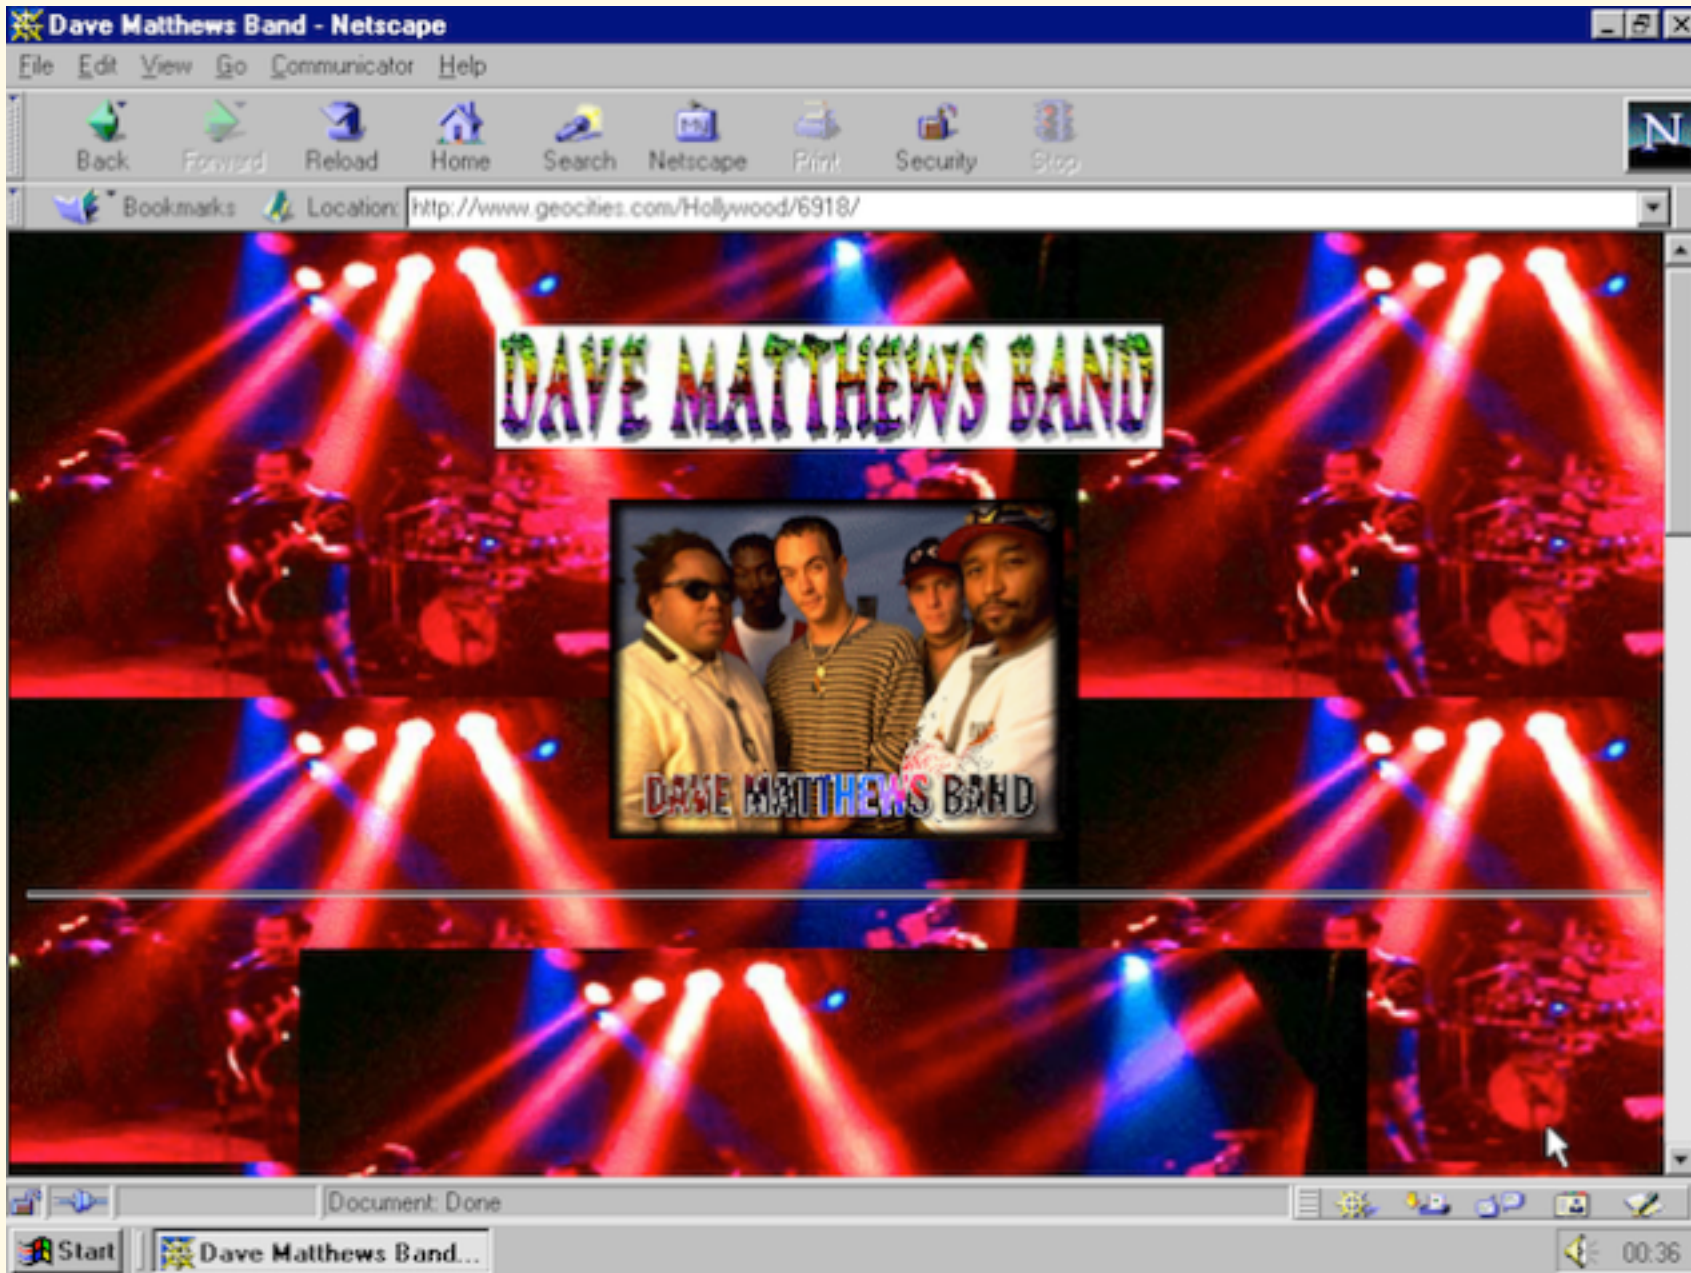 Dave Matthews Band - Netscape
File Edit View Go Communicator Help
Back Forward Reload Home Search Netscape Print Security Stop
My
N
Bookmarks Location: http://www.geocities.com/Hollywood/6918/
DAVE MATTHEWS BAND
DAVE MATTHEWS BAND
Document: Done
Start Dave Matthews Band... 00:36